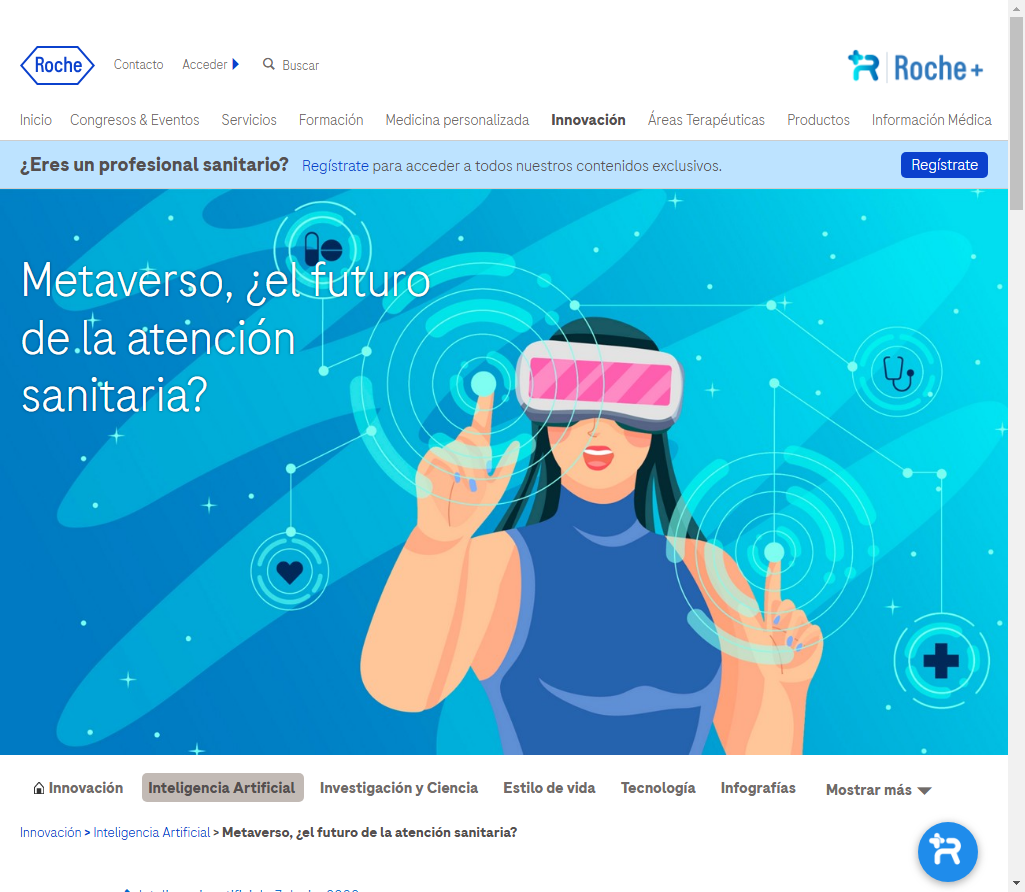 Roche
Contacto
Acceder
Buscar
Roche+
Inicio
Congresos & Eventos
Servicios
Formación
Medicina personalizada
Innovación
Áreas Terapéuticas
Productos
Información Médica
¿Eres un profesional sanitario?
Regístrate para acceder a todos nuestros contenidos exclusivos.
Regístrate
Metaverso, ¿el futuro
de la atención
sanitaria?
Innovación
Inteligencia Artificial
Investigación y Ciencia
Estilo de vida
Tecnología
Infografías
Mostrar más
Innovación > Inteligencia Artificial > Metaverso, ¿el futuro de la atención sanitaria?